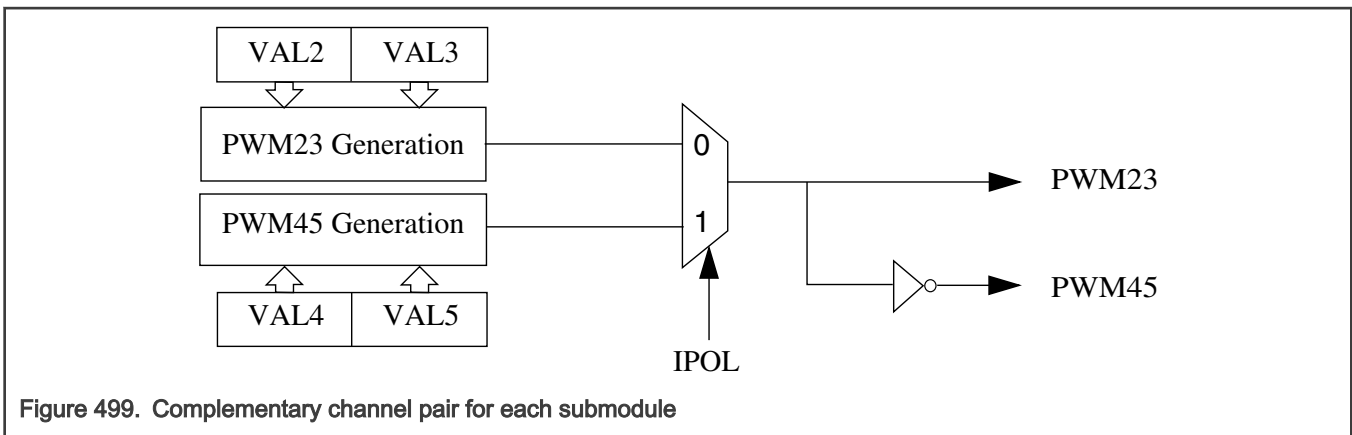 VAL2 VAL3
PWM23 Generation
0
PWM23
PWM45 Generation
1
PWM45
VAL4 VAL5
IPOL
Figure 499. Complementary channel pair for each submodule